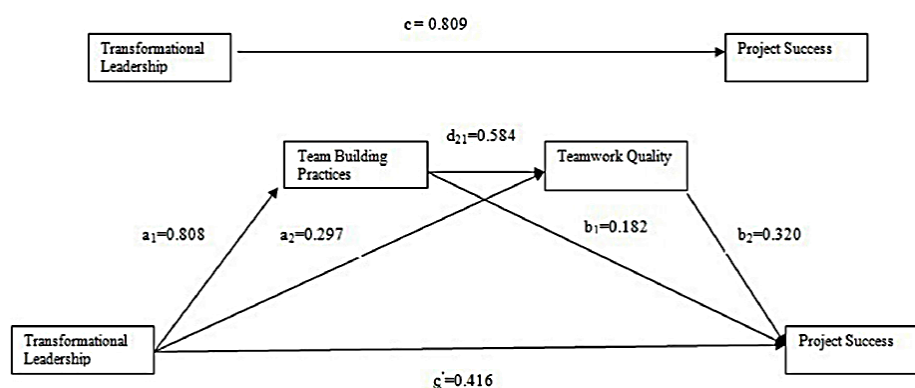 c = 0.809
Transformational
Leadership
Project Success
d21=0.584
Team Building
Practices
Teamwork Quality
a1=0.808
a2=0.297
b1=0.182
b2=0.320
Transformational
Leadership
Project Success
c'=0.416